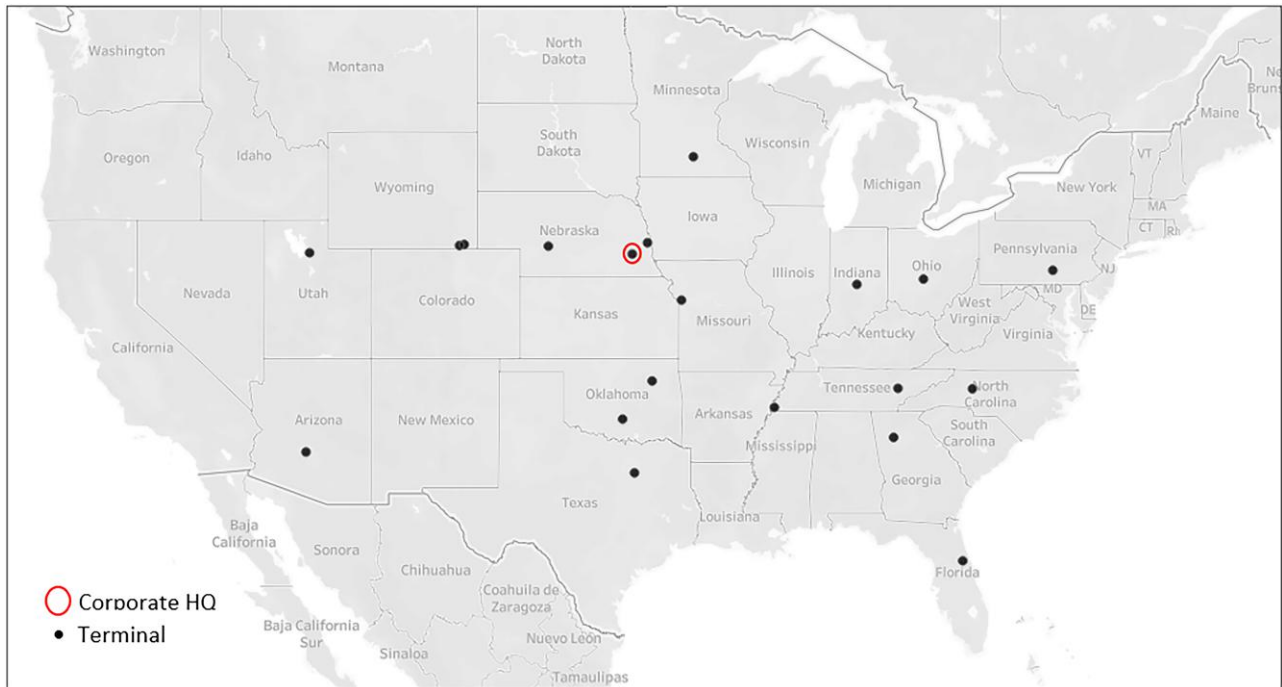 Washington
Montana
North
Dakota
Minnesota
No
Bruns
Maine
Oregon
Idaho
South
Dakota
Wisconsin
VT
Wyoming
Michigan
New York
MA
Iowa
CT
Nebraska
Pennsylvania
Nevada
Utah
Colorado
Illinois
Indiana
Ohio
NJ
MD
DE
Kansas
Missouri
West
Virginia
Virginia
Kentucky
California
Oklahoma
Tennessee
North
Carolina
Arizona
New Mexico
Arkansas
South
Carolina
Mississippi
Georgia
Texas
Louisiana
Baja
California
Sonora
Chihuahua
Florida
Coahuila de
Zaragoza
Corporate HQ
Terminal
Baja California
Sur
Nuevo León
Sinaloa
Tamaulipas